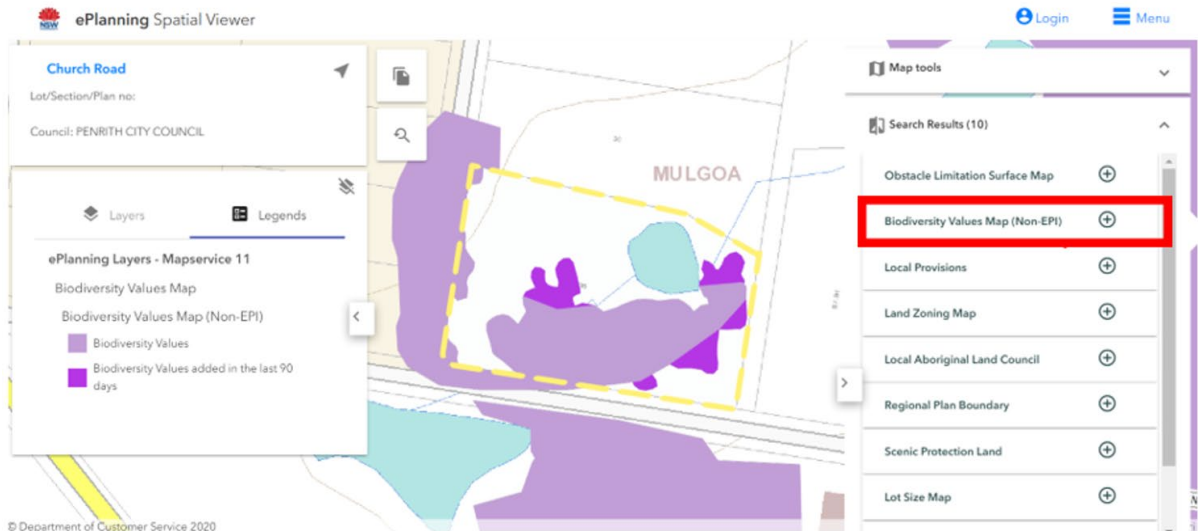 NSW
ePlanning Spatial Viewer
Login
Menu
Church Road
Lot/Section/Plan no:
Council: PENRITH CITY COUNCIL
Layers
Legends
ePlanning Layers - Mapservice 11
Biodiversity Values Map
Biodiversity Values Map (Non-EPI)
Biodiversity Values
Biodiversity Values added in the last 90
days
MULGOA
Map tools
Search Results (10)
Obstacle Limitation Surface Map
Biodiversity Values Map (Non-EPI)
Local Provisions
Land Zoning Map
Local Aboriginal Land Council
Regional Plan Boundary
Scenic Protection Land
Lot Size Map
© Department of Customer Service 2020